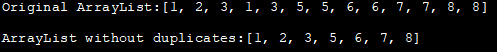 Original ArrayList:[1, 2, 3, 1, 3, 5, 5, 6, 6, 7, 7, 8, 8]
ArrayList without duplicates:[1, 2, 3, 5, 6, 7, 8]